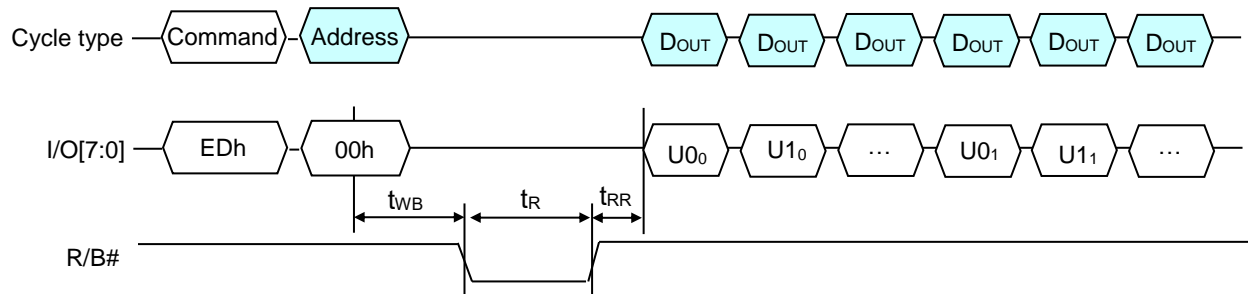 Cycle type Command Address DOUT DOUT DOUT DOUT DOUT DOUT
I/O[7:0] EDh 00h U0₀ U1₀ ... U0₁ U1₁ ...
tWB tR tRR
R/B#